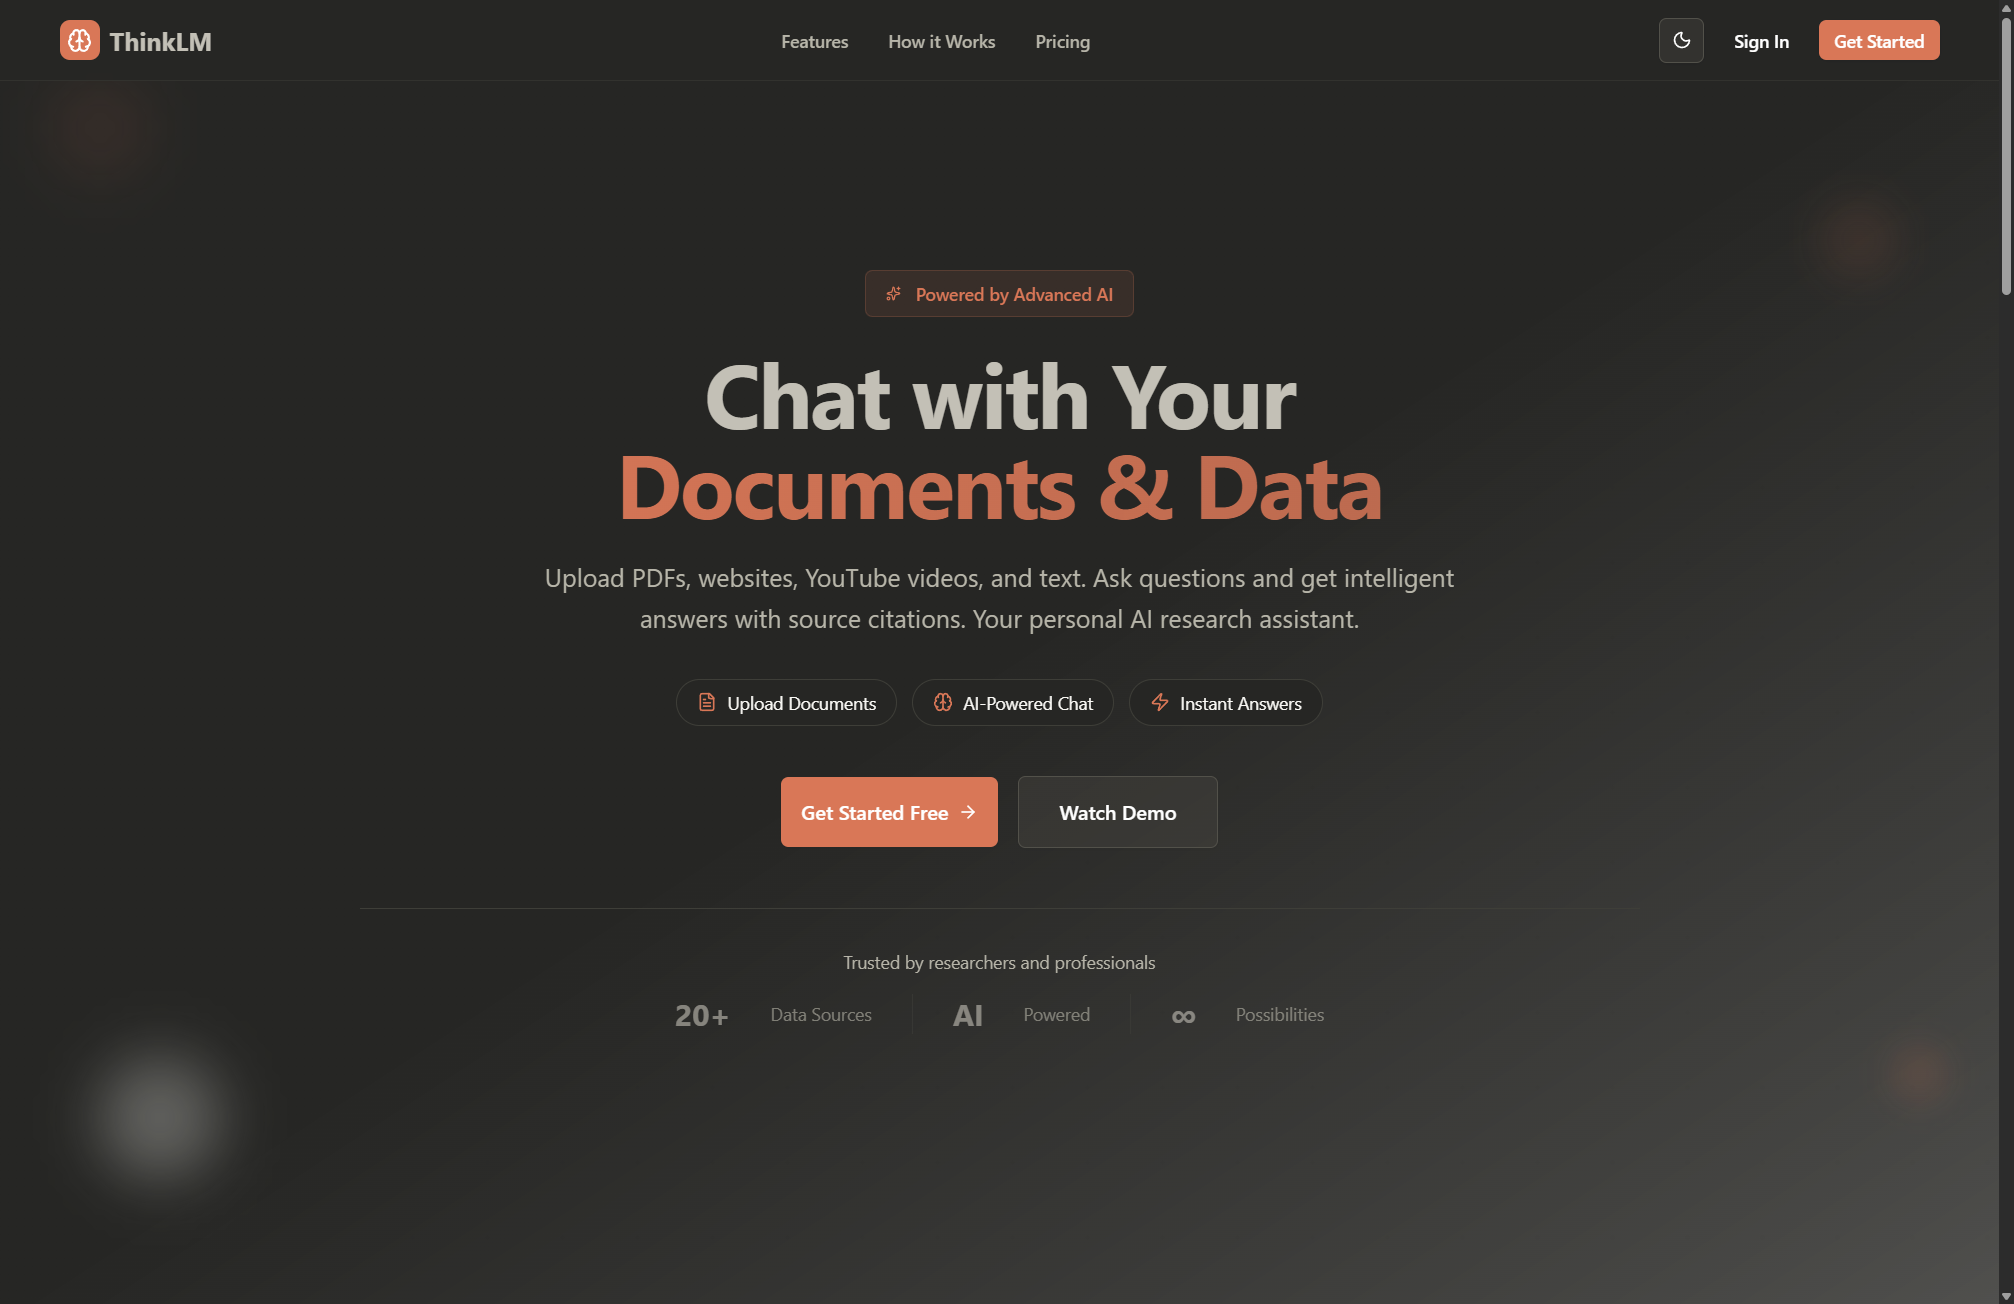 ThinkLM
Features
How it Works
Pricing
Sign In
Get Started
Powered by Advanced AI
Chat with Your
Documents & Data
Upload PDFs, websites, YouTube videos, and text. Ask questions and get intelligent
answers with source citations. Your personal AI research assistant.
Upload Documents
AI-Powered Chat
Instant Answers
Get Started Free →
Watch Demo
Trusted by researchers and professionals
20+ Data Sources
AI Powered
∞ Possibilities